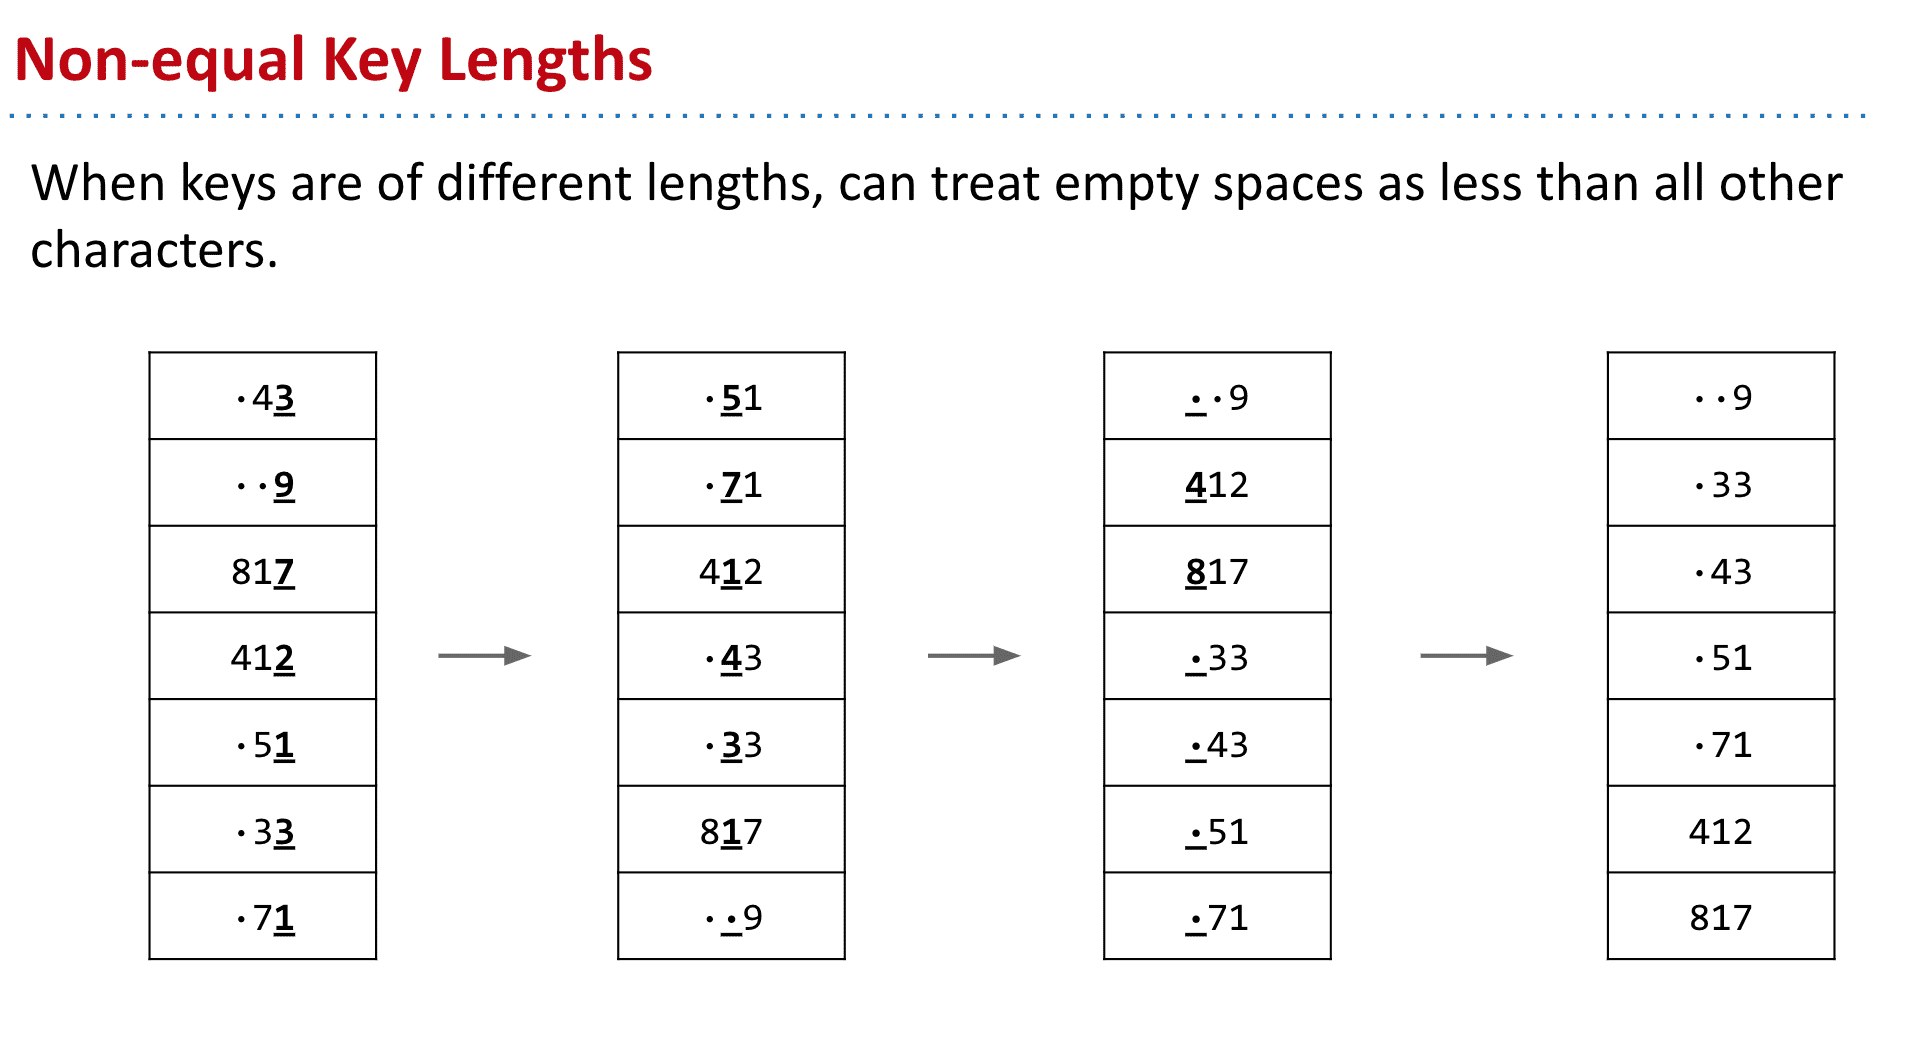 Non-equal Key Lengths
When keys are of different lengths, can treat empty spaces as less than all other
characters.
·43 ·51 ··9 ··9
··9 ·71 412 ·33
817 412 817 ·43
412 ·43 ·33 ·51
·51 ·33 ·43 ·71
·33 817 ·51 412
·71 ··9 ·71 817